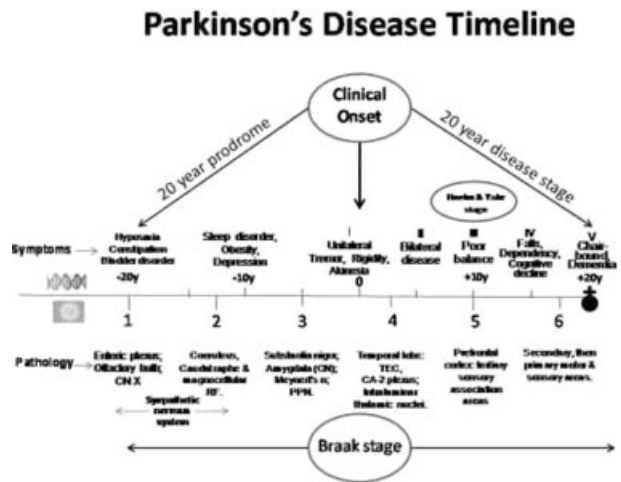 Parkinson's Disease Timeline
Clinical
Onset
20 year prodrome
20 year disease stage
stage
Symptoms
Hyposmia
Constipation
Bladder disorder
-20y
Sleep disorder,
Obesity,
Depression
-10y
I
Unilateral
Tremor, Rigidity,
Akinesia
0
II
Bilateral
disease
III
Poor
balance
+10y
IV
Falls,
Dependency,
Cognitive
decline
V
Chair-
bound,
Dementia
+20y
1
2
3
4
5
6
Pathology
Enteric plexus;
Olfactory bulb;
CN X
Coeruleus,
Caudal raphe &
magnocellular
RF.
Sympathetic
nervous
system
Substantia nigra;
Amygdala (CN);
Meynert's n;
PPN.
Temporal lobe:
TEC,
CA-2 plexus;
Intralaminar
thalamic nuclei.
Prefrontal
cortex
sensory
association
areas
Secondary, then
primary motor &
sensory areas.
Braak stage